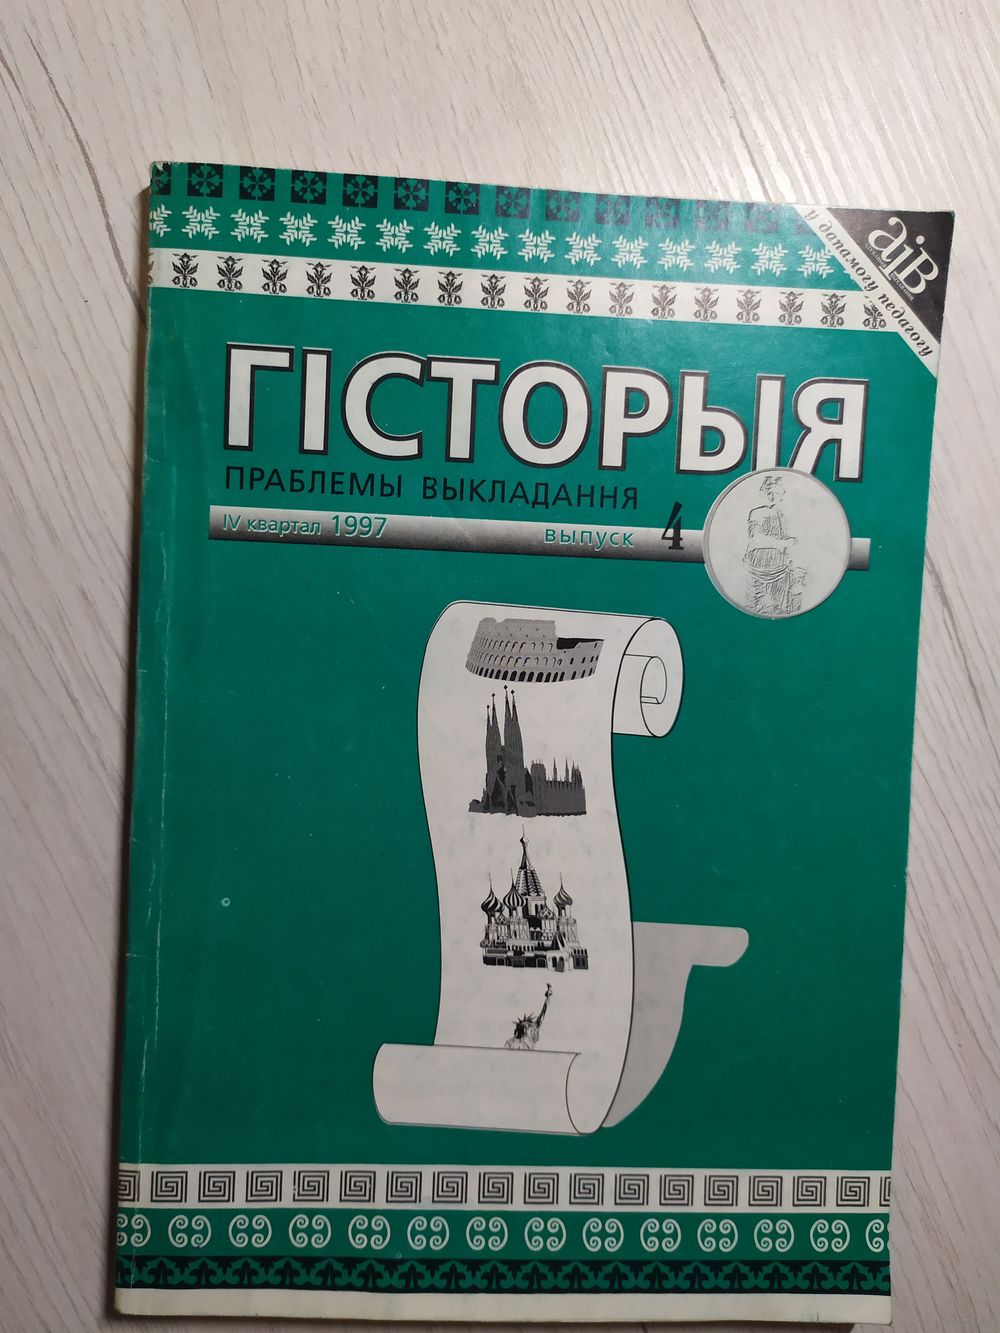 у дапамогу педагогу
аів
ГІСТОРЫЯ
ПРАБЛЕМЫ ВЫКЛАДАННЯ
IV квартал 1997 выпуск 4